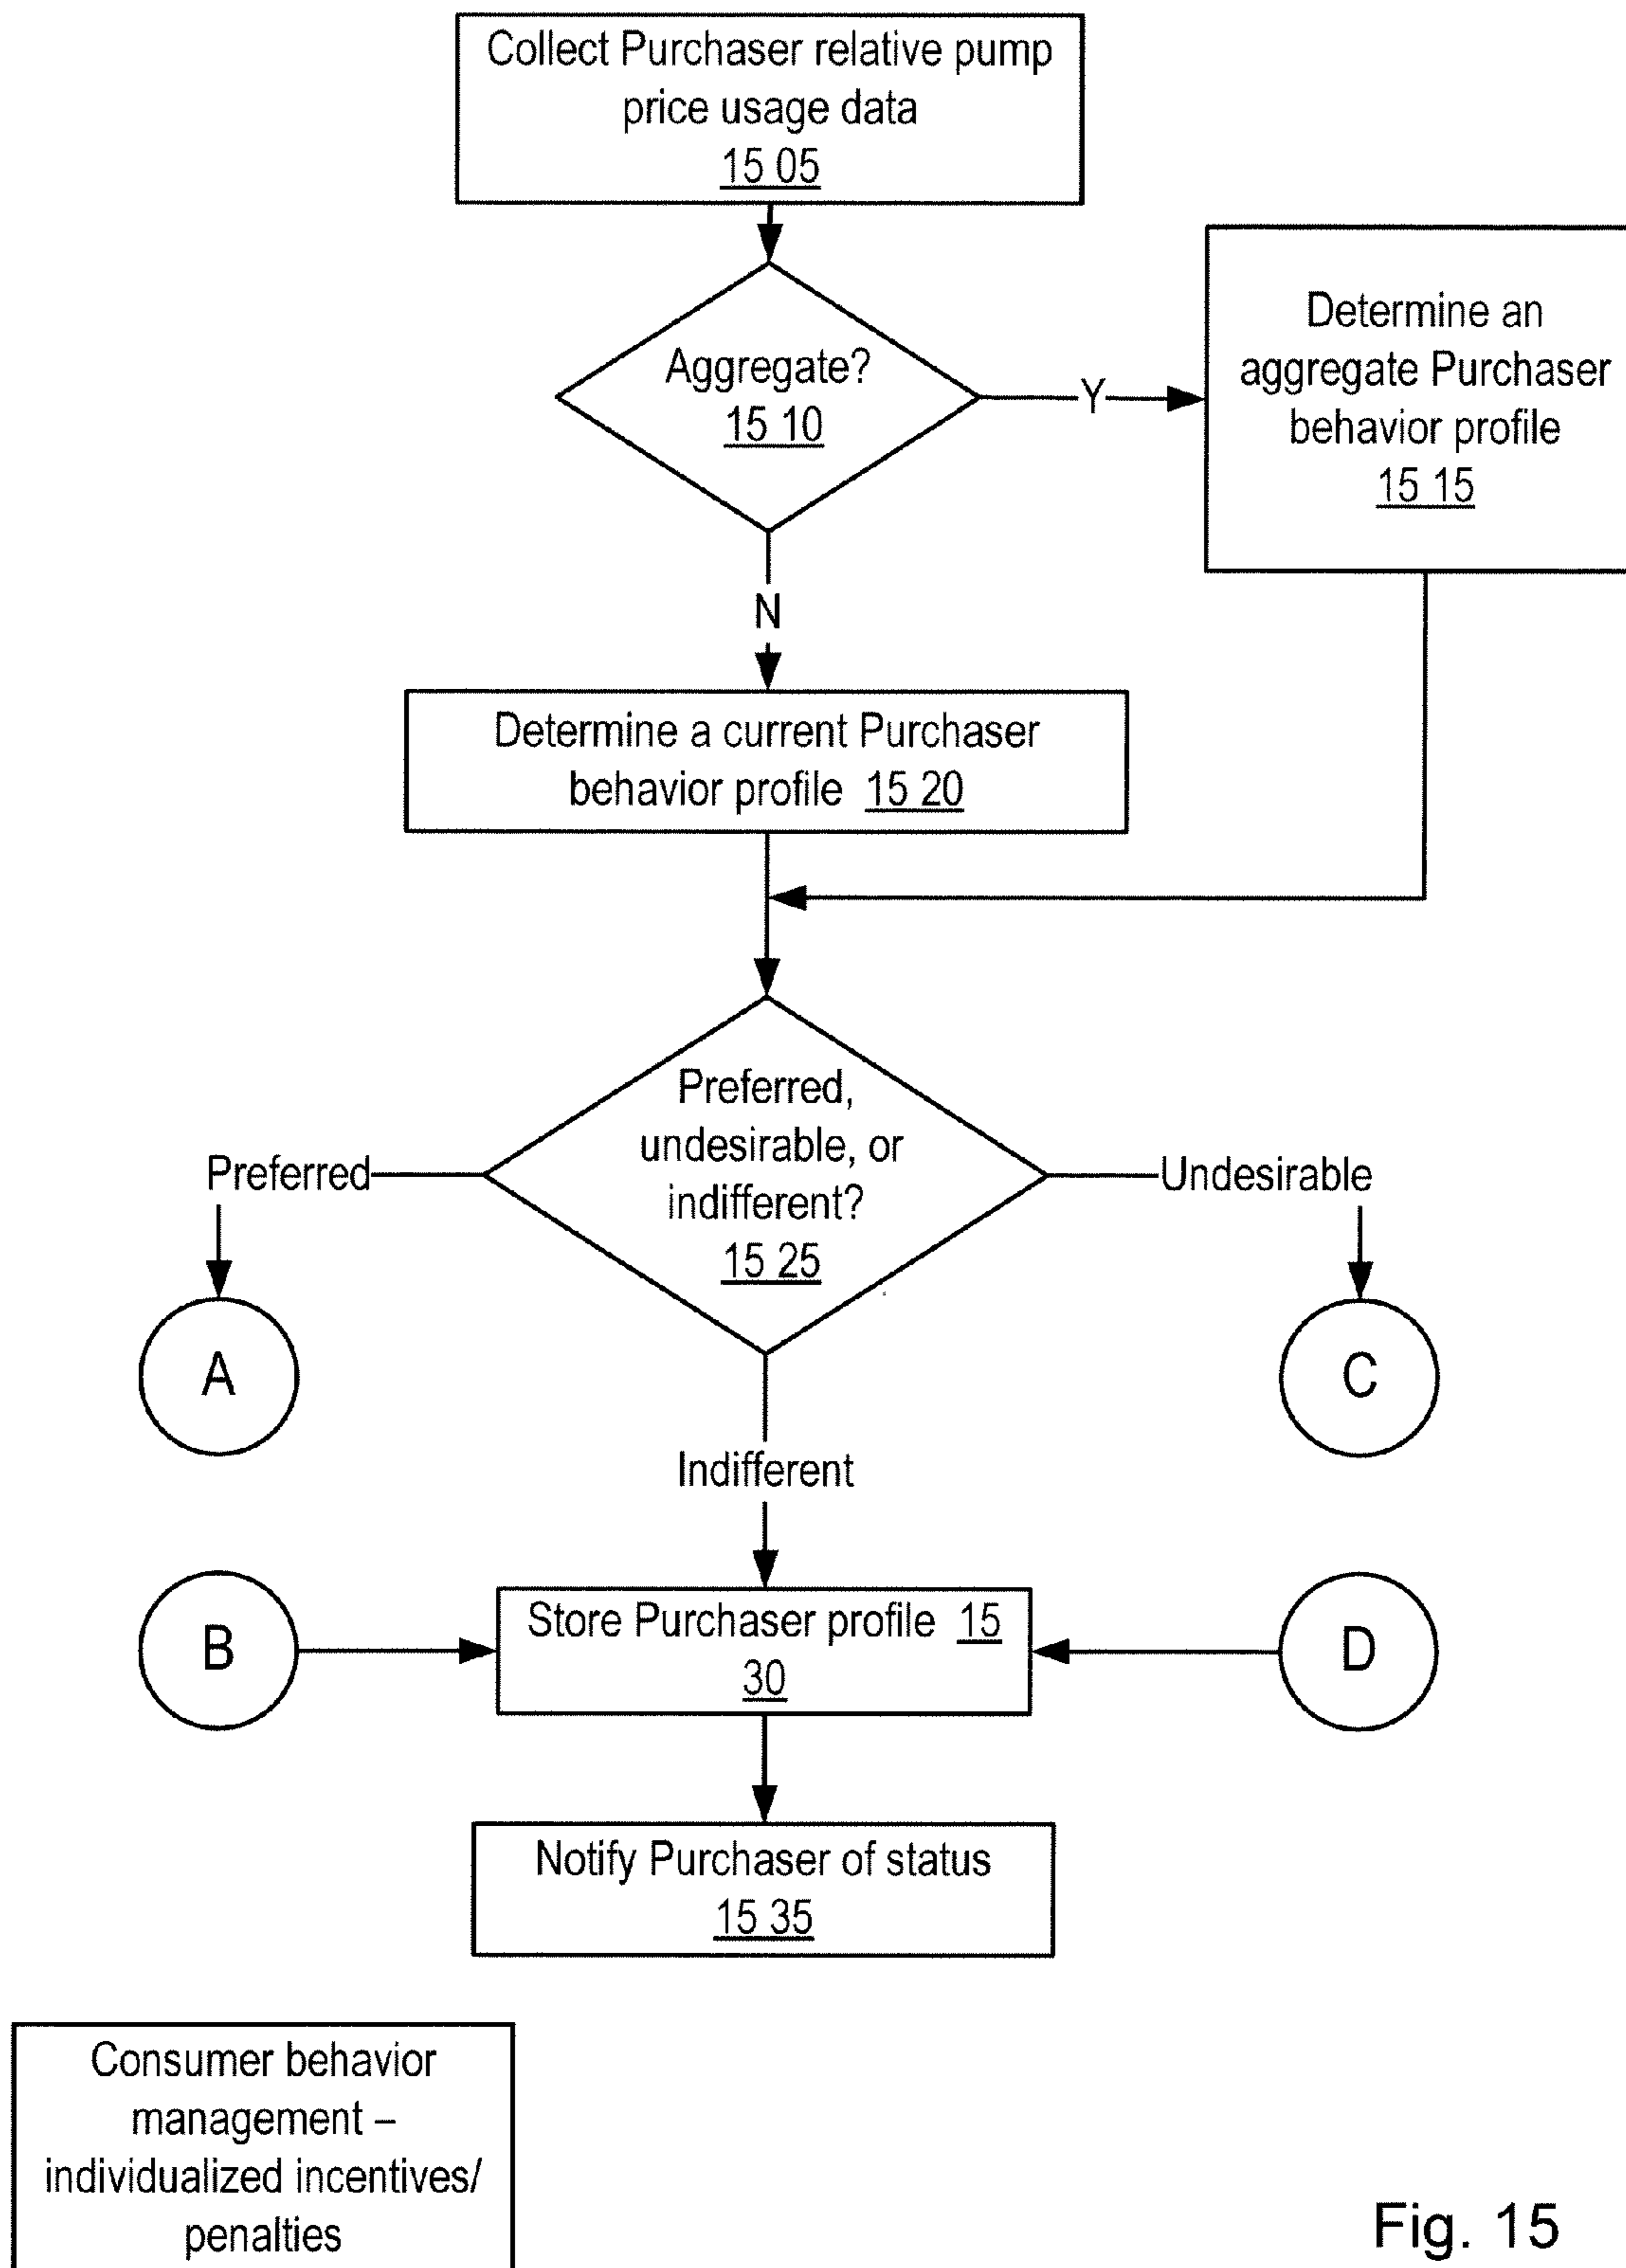 Collect Purchaser relative pump
price usage data
15 05
Aggregate?
15 10
Y
Determine an
aggregate Purchaser
behavior profile
15 15
N
Determine a current Purchaser
behavior profile 15 20
Preferred,
undesirable, or
indifferent?
15 25
Preferred
Undesirable
A
C
Indifferent
B
Store Purchaser profile 15
30
D
Notify Purchaser of status
15 35
Consumer behavior
management –
individualized incentives/
penalties
Fig. 15